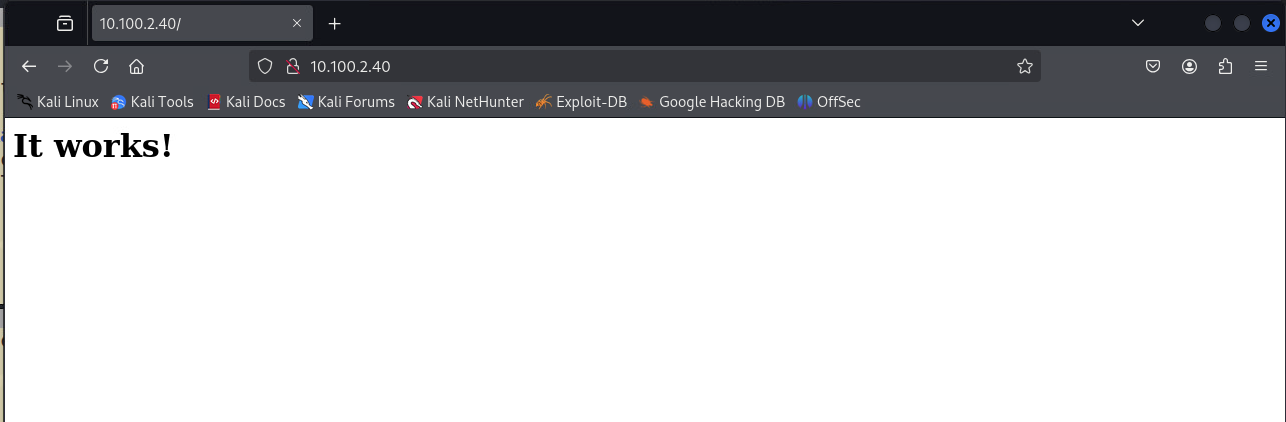 10.100.2.40/
10.100.2.40
Kali Linux Kali Tools Kali Docs Kali Forums Kali NetHunter Exploit-DB Google Hacking DB OffSec
It works!